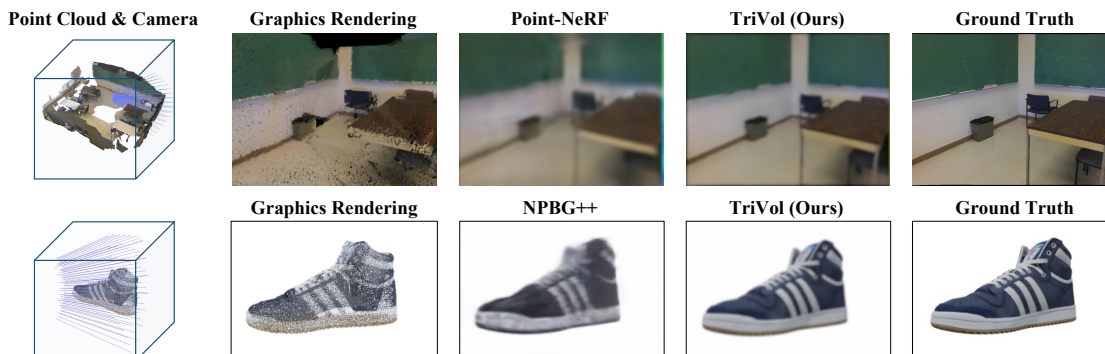 Point Cloud & Camera Graphics Rendering Point-NeRF TriVol (Ours) Ground Truth
Graphics Rendering NPBG++ TriVol (Ours) Ground Truth